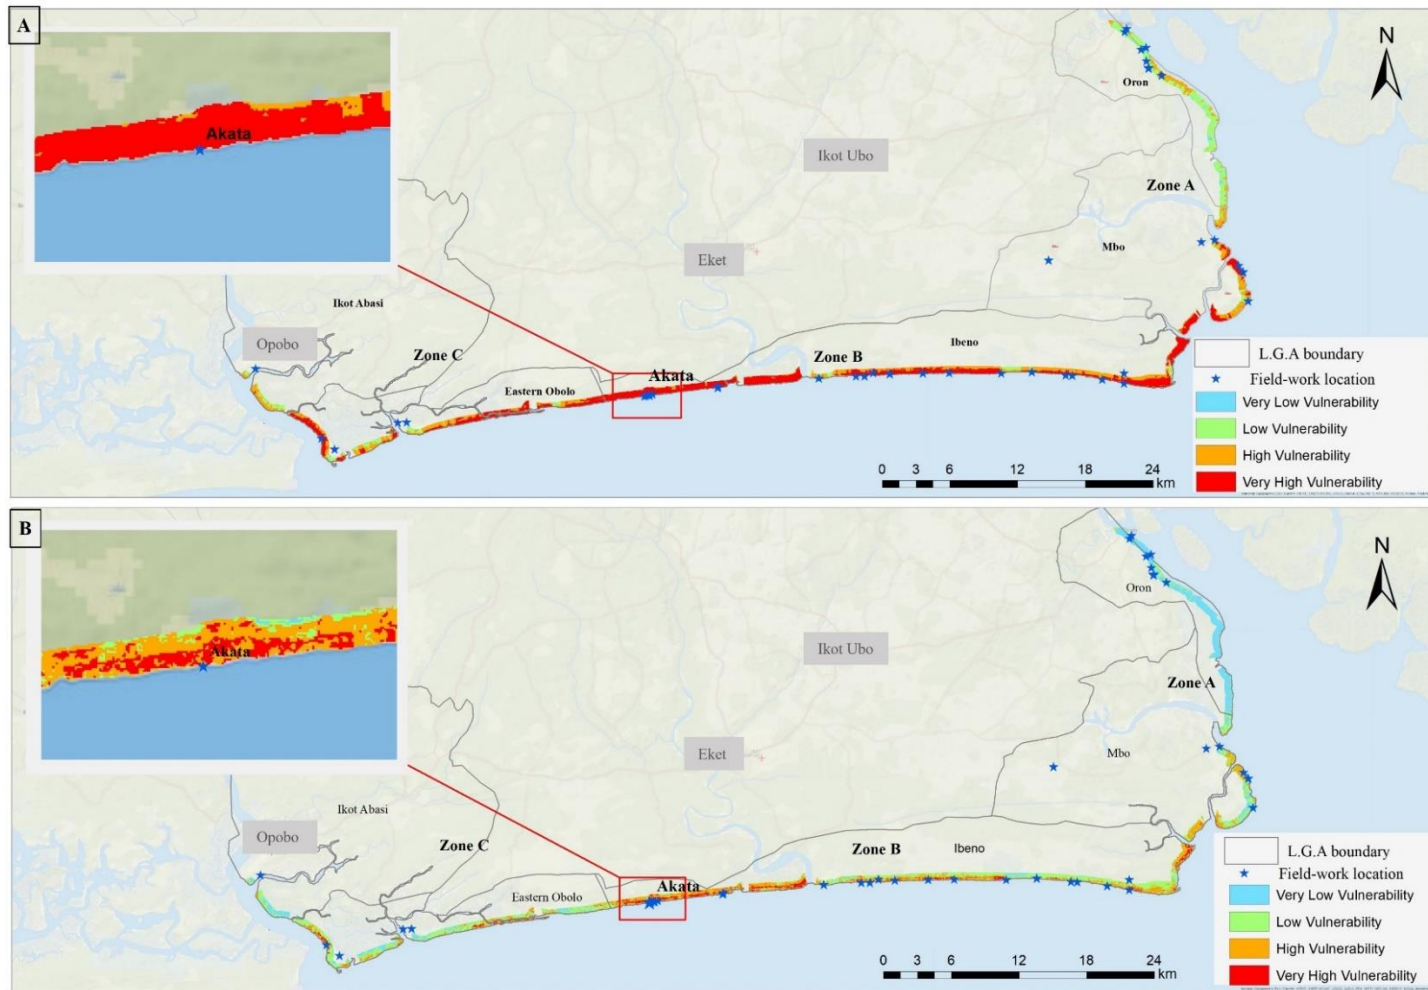 A
N
Oron
Akata
Ikot Ubo
Zone A
Mbo
Eket
Ikot Abasi
Opobo
Zone C
Zone B
Ibeno
L.G.A boundary
Akata
Field-work location
Eastern Obolo
Very Low Vulnerability
Low Vulnerability
High Vulnerability
0 3 6 12 18 24
km
Very High Vulnerability
B
N
Oron
Akata
Ikot Ubo
Zone A
Mbo
Eket
Ikot Abasi
Opobo
Zone C
Zone B
Ibeno
L.G.A boundary
Akata
Field-work location
Eastern Obolo
Very Low Vulnerability
Low Vulnerability
High Vulnerability
0 3 6 12 18 24
km
Very High Vulnerability